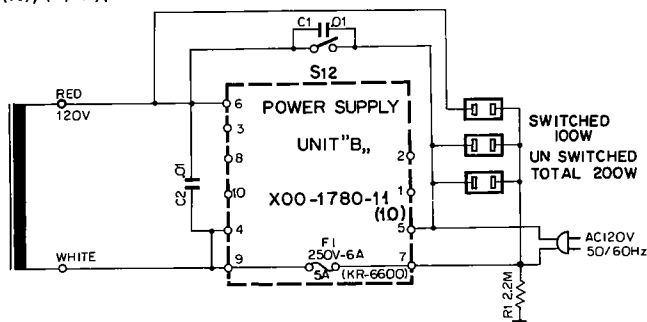 C1 .01
S12
RED
120V
6
POWER SUPPLY
3
UNIT "B„
8
2
C2 .01
10
1
X00-1780-11
(10)
4
5
WHITE
9
F1
250V-6A
5A
(KR-6600)
7
SWITCHED
100W
UN SWITCHED
TOTAL 200W
AC120V
50/60Hz
R1 2.2M